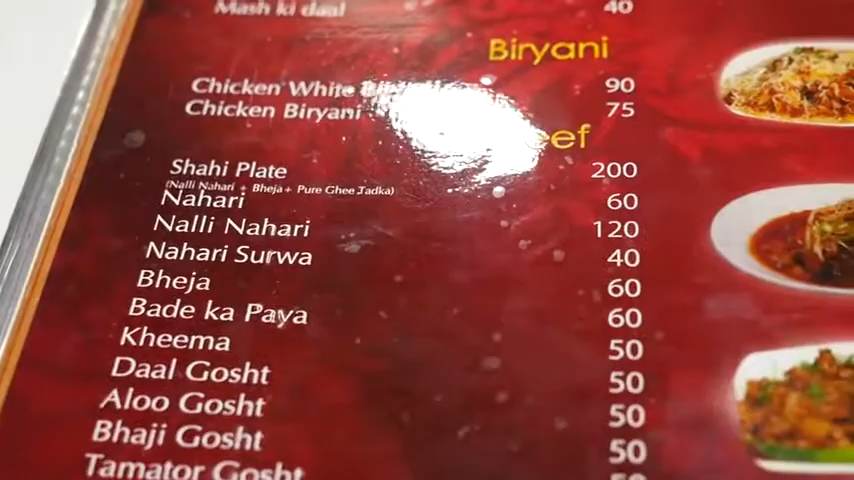 Mash ki daal 40
Biryani
Chicken White 90
Chicken Biryani 75
Shahi Plate 200
(Nalli Nahari + Bheja + Pure Ghee Tadka)
Nahari 60
Nalli Nahari 120
Nahari Surwa 40
Bheja 60
Bade ka Paya 60
Kheema 50
Daal Gosht 50
Aloo Gosht 50
Bhaji Gosht 50
Tamator Gosht